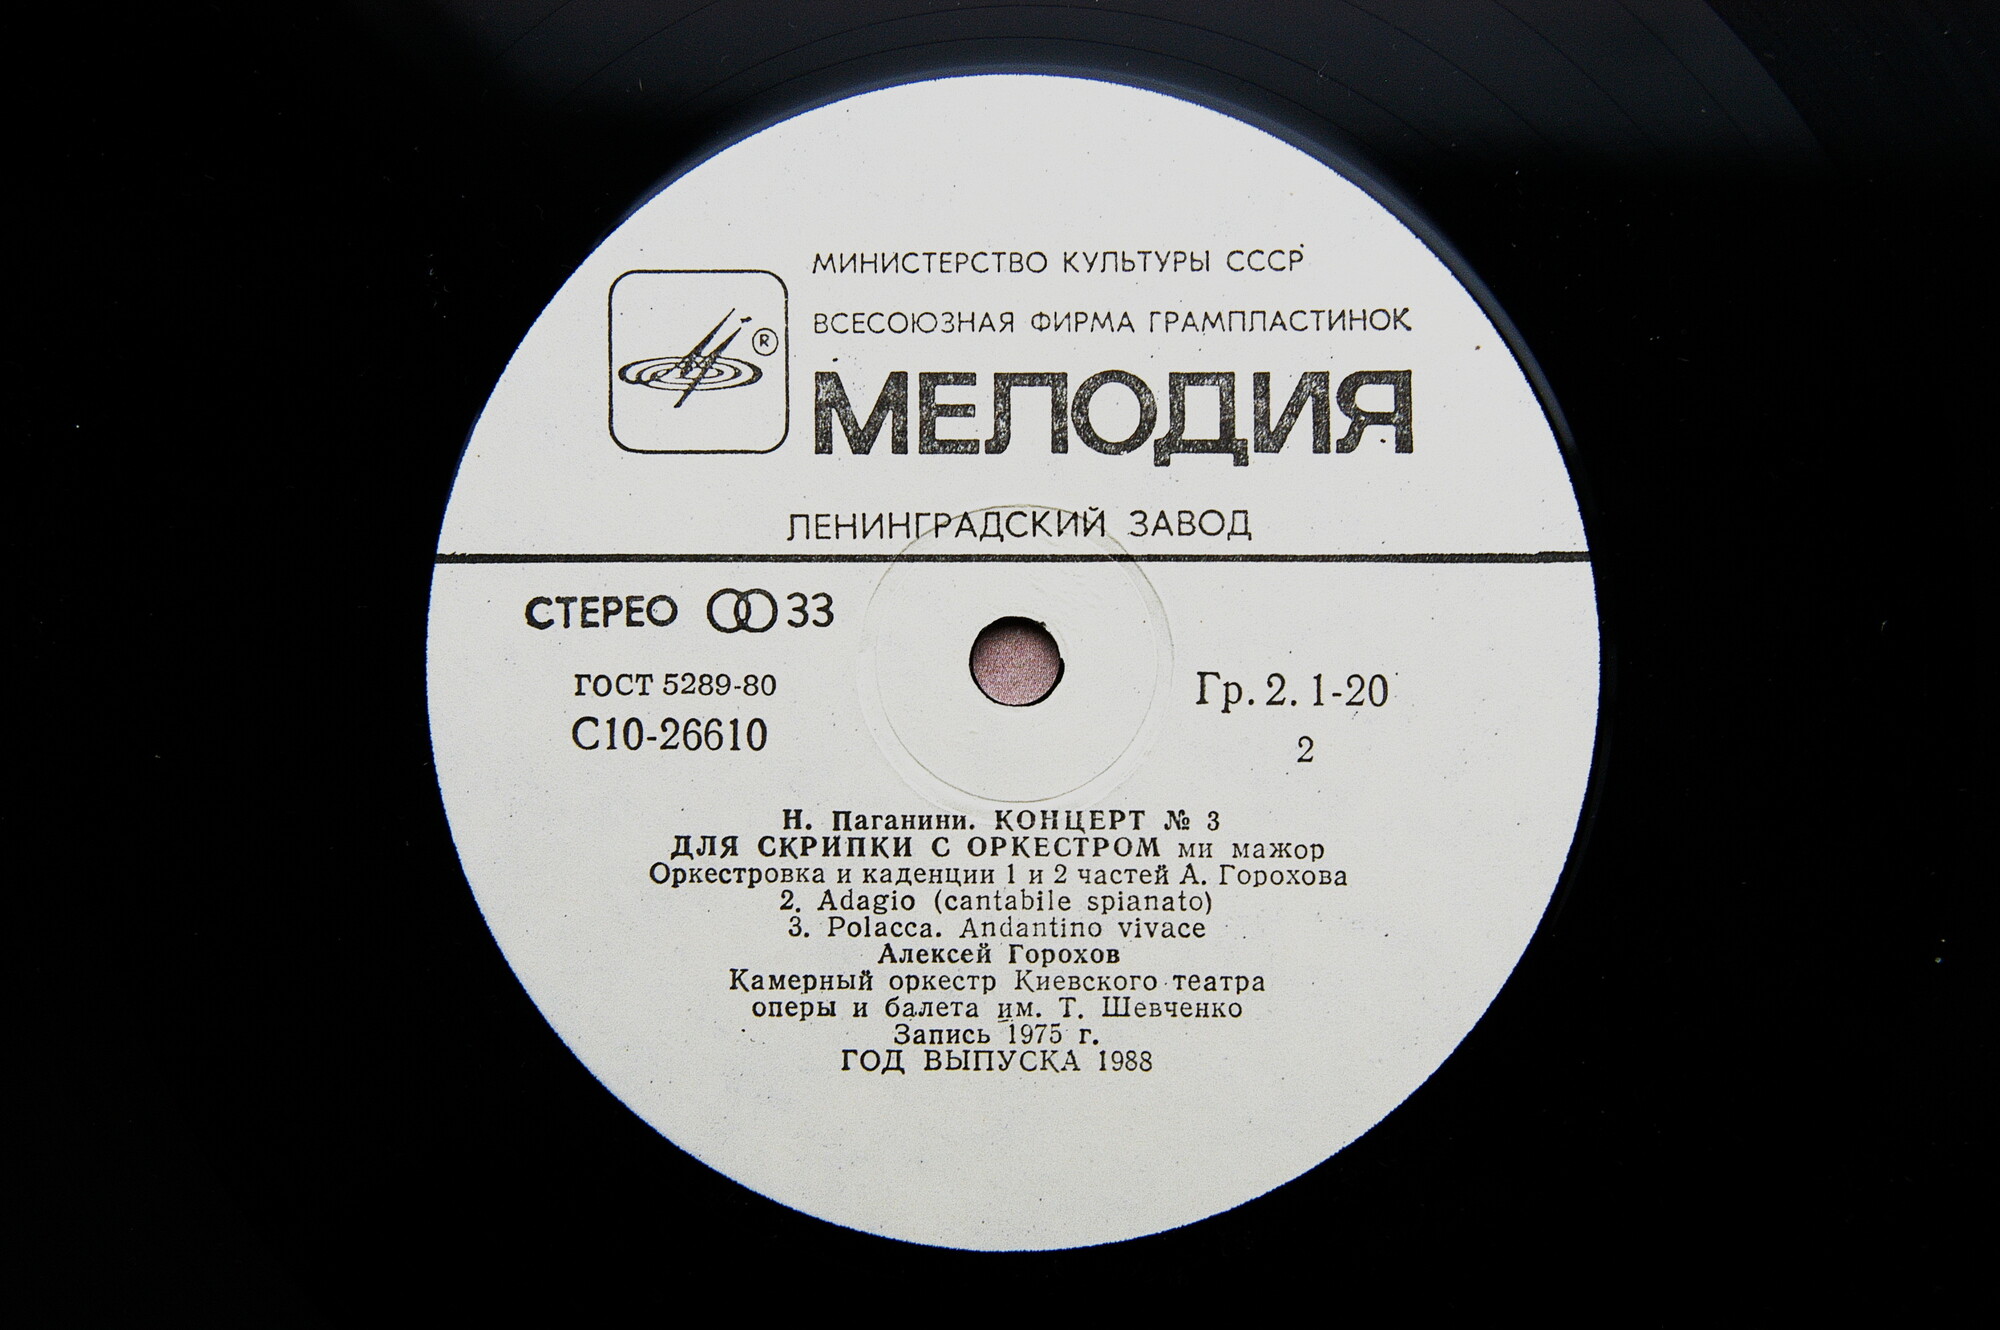 МИНИСТЕРСТВО КУЛЬТУРЫ СССР
ВСЕСОЮЗНАЯ ФИРМА ГРАМПЛАСТИНОК
®
МЕЛОДИЯ
ЛЕНИНГРАДСКИЙ ЗАВОД
СТЕРЕО 33
ГОСТ 5289-80
С10-26610
Гр. 2. 1-20
2
Н. Паганини. КОНЦЕРТ № 3
ДЛЯ СКРИПКИ С ОРКЕСТРОМ ми мажор
Оркестровка и каденции 1 и 2 частей А. Горохова
2. Adagio (cantabile spianato)
3. Polacca. Andantino vivace
Алексей Горохов
Камерный оркестр Киевского театра
оперы и балета им. Т. Шевченко
Запись 1975 г.
ГОД ВЫПУСКА 1988